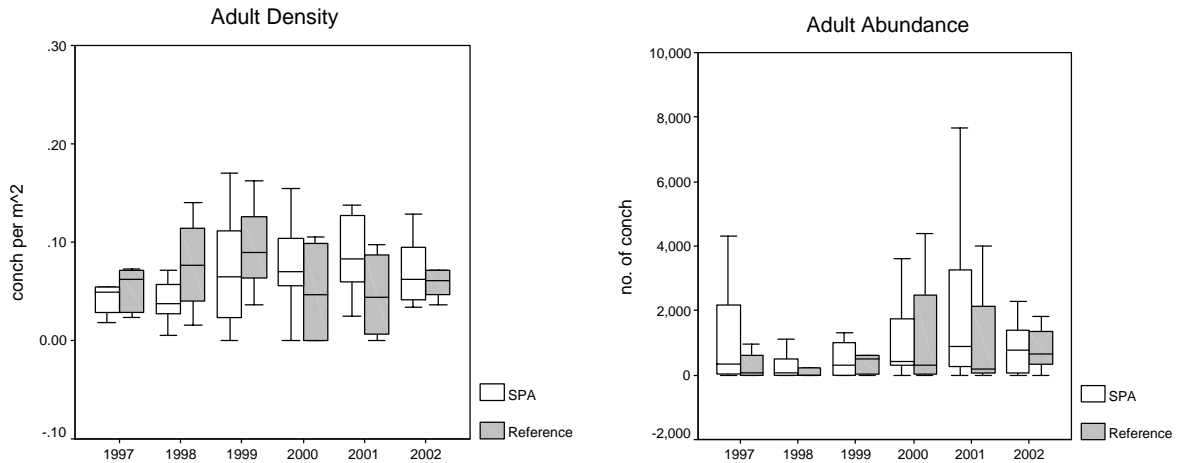 Adult Density
conch per m^2
.30
.20
.10
0.00
-.10
1997 1998 1999 2000 2001 2002
SPA
Reference
Adult Abundance
no. of conch
10,000
8,000
6,000
4,000
2,000
0
-2,000
1997 1998 1999 2000 2001 2002
SPA
Reference